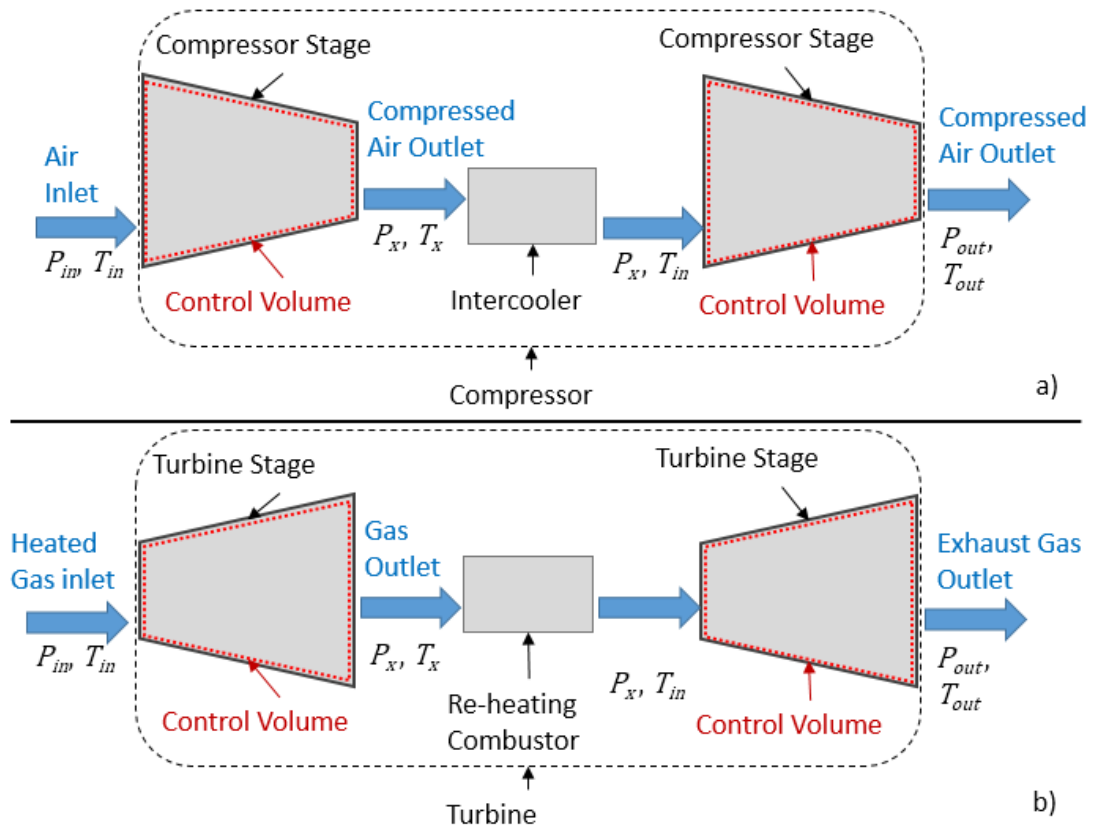 Compressor Stage
Compressor Stage
Compressed
Air Outlet
Compressed
Air Outlet
Air
Inlet
P_in, T_in
P_x, T_x
P_x, T_in
P_out,
T_out
Control Volume
Intercooler
Control Volume
Compressor
a)
Turbine Stage
Turbine Stage
Heated
Gas inlet
Gas
Outlet
Exhaust Gas
Outlet
P_in, T_in
P_x, T_x
P_x, T_in
P_out,
T_out
Control Volume
Re-heating
Combustor
Control Volume
Turbine
b)